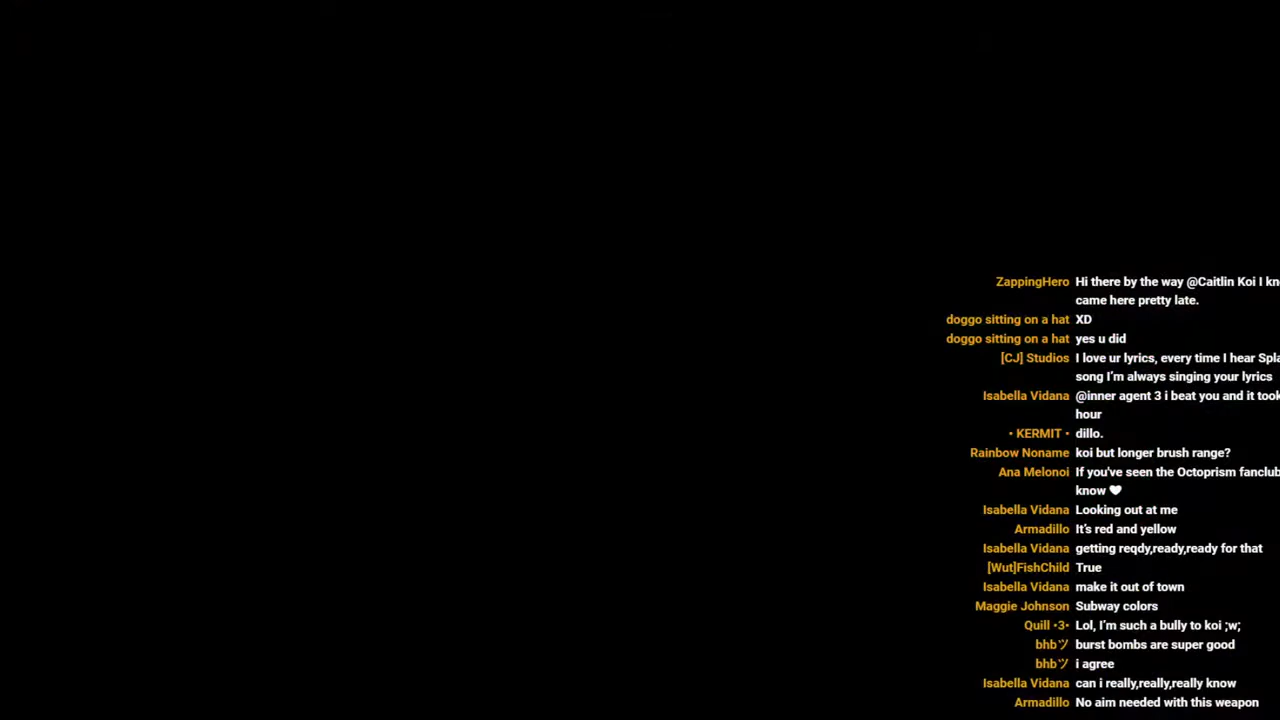 ZappingHero Hi there by the way @Caitlin Koi I
came here pretty late.
doggo sitting on a hat XD
doggo sitting on a hat yes u did
[CJ] Studios I love ur lyrics, every time I hear
song I'm always singing your lyrics
Isabella Vidana @inner agent 3 i beat you and it took
hour
• KERMIT • dillo.
Rainbow Noname koi but longer brush range?
Ana Melonoi If you've seen the Octoprism fanclub
know ♥
Isabella Vidana Looking out at me
Armadillo It's red and yellow
Isabella Vidana getting reqdy,ready,ready for that
[Wut]FishChild True
Isabella Vidana make it out of town
Maggie Johnson Subway colors
Quill •3• Lol, I'm such a bully to koi ;w;
bhbツ burst bombs are super good
bhbツ i agree
Isabella Vidana can i really,really,really know
Armadillo No aim needed with this weapon